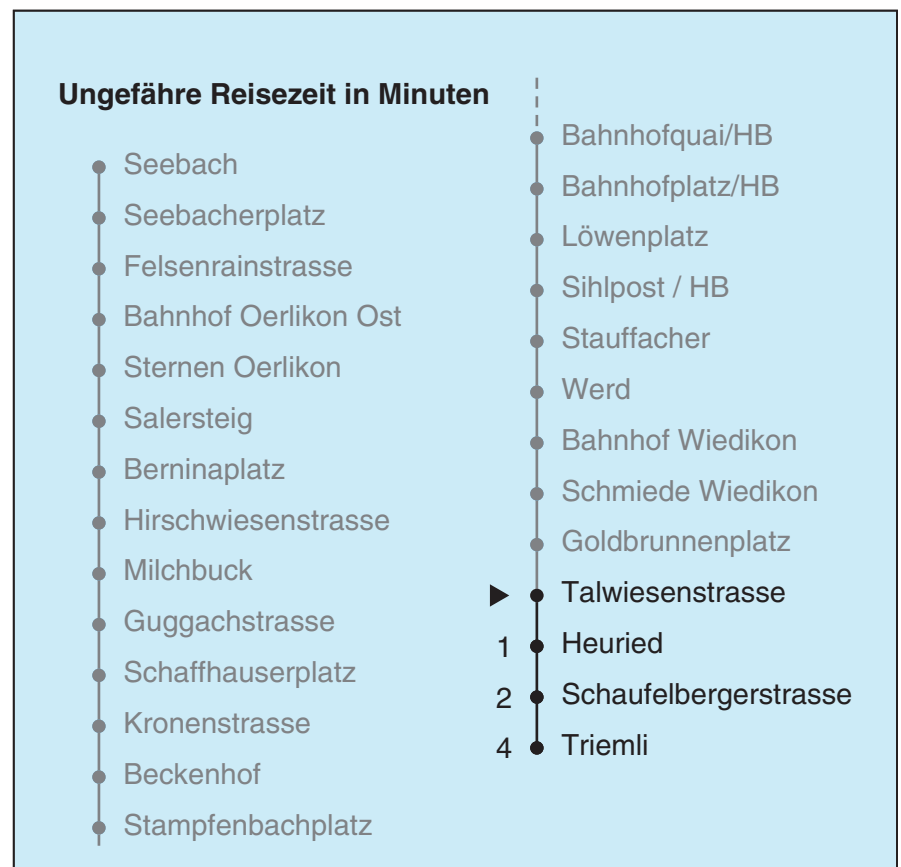 Ungefähre Reisezeit in Minuten
Seebach
Seebacherplatz
Felsenrainstrasse
Bahnhof Oerlikon Ost
Sternen Oerlikon
Salersteig
Berninaplatz
Hirschwiesenstrasse
Milchbuck
Guggachstrasse
Schaffhauserplatz
Kronenstrasse
Beckenhof
Stampfenbachplatz
Bahnhofquai/HB
Bahnhofplatz/HB
Löwenplatz
Sihlpost / HB
Stauffacher
Werd
Bahnhof Wiedikon
Schmiede Wiedikon
Goldbrunnenplatz
Talwiesenstrasse
1 Heuried
2 Schaufelbergerstrasse
4 Triemli